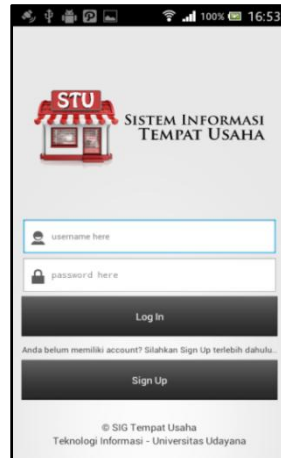 100% 16:53
STU
SISTEM INFORMASI
TEMPAT USAHA
username here
password here
Log In
Anda belum memiliki account? Silahkan Sign Up terlebih dahulu..
Sign Up
© SIG Tempat Usaha
Teknologi Informasi - Universitas Udayana